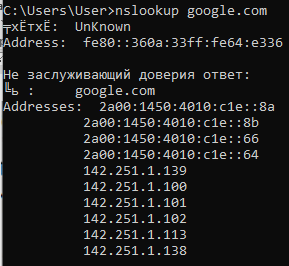 C:\Users\User>nslookup google.com
╤хЁтхЁ:  UnKnown
Address:  fe80::360a:33ff:fe64:e336

Не заслуживающий доверия ответ:
╚ь :     google.com
Addresses:  2a00:1450:4010:c1e::8a
2a00:1450:4010:c1e::8b
2a00:1450:4010:c1e::66
2a00:1450:4010:c1e::64
142.251.1.139
142.251.1.100
142.251.1.101
142.251.1.102
142.251.1.113
142.251.1.138